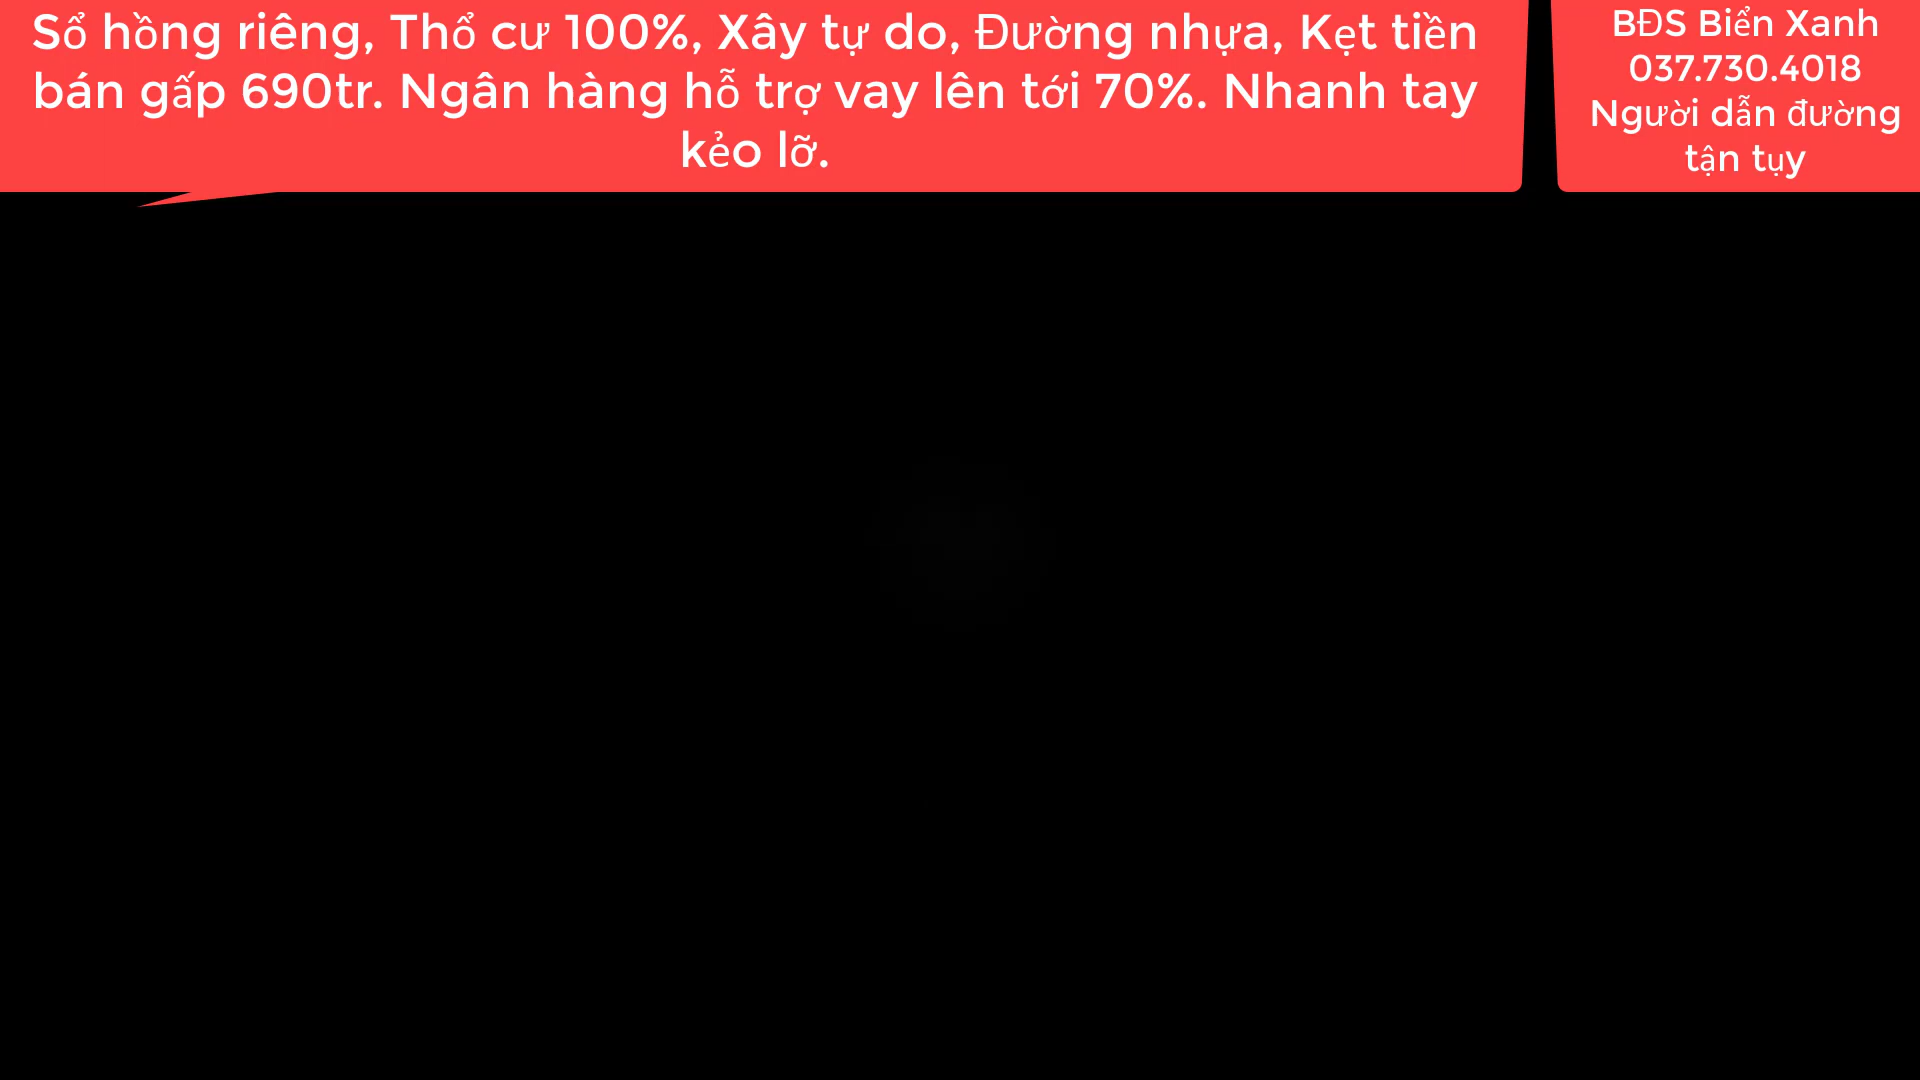 Sổ hồng riêng, Thổ cư 100%, Xây tự do, Đường nhựa, Kẹt tiền
bán gấp 690tr. Ngân hàng hỗ trợ vay lên tới 70%. Nhanh tay
kẻo lỡ.
BĐS Biển Xanh
037.730.4018
Người dẫn đường
tận tụy